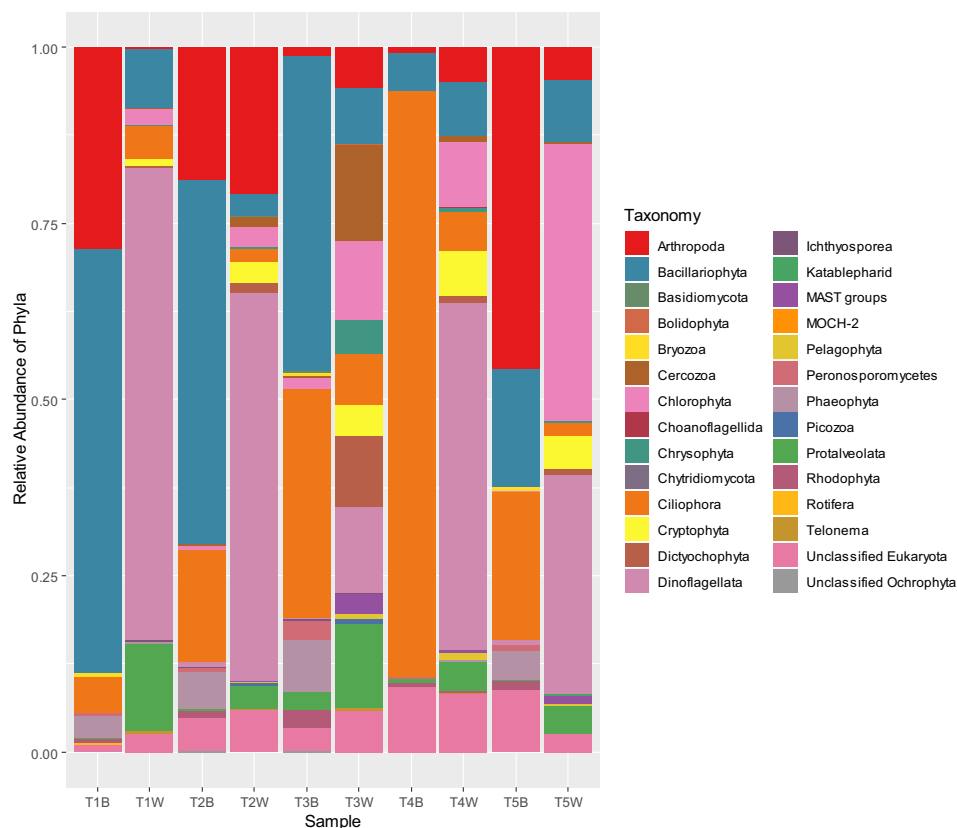 Relative Abundance of Phyla
1.00
0.75
0.50
0.25
0.00
T1B T1W T2B T2W T3B T3W T4B T4W T5B T5W
Sample
Taxonomy
Arthropoda
Bacillariophyta
Basidiomycota
Bolidophyta
Bryozoa
Cercozoa
Chlorophyta
Choanoflagellida
Chrysophyta
Chytridiomycota
Ciliophora
Cryptophyta
Dictyochophyta
Dinoflagellata
Ichthyosporea
Katablepharid
MAST groups
MOCH-2
Pelagophyta
Peronosporomycetes
Phaeophyta
Picozoa
Protalveolata
Rhodophyta
Rotifera
Telonema
Unclassified Eukaryota
Unclassified Ochrophyta